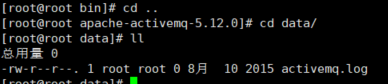 [root@root bin]# cd ..
[root@root apache-activemq-5.12.0]# cd data/
[root@root data]# ll
总用量 0
-rw-r--r--. 1 root root 0 8月  10 2015 activemq.log
[root@root data]#